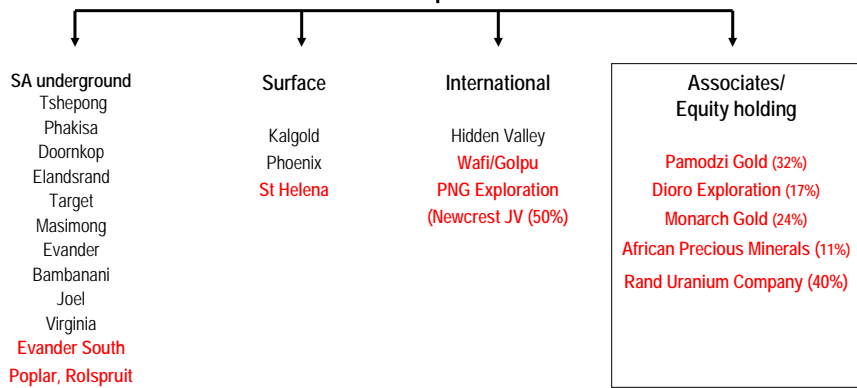 SA underground
Tshepong
Phakisa
Doornkop
Elandsrand
Target
Masimong
Evander
Bambanani
Joel
Virginia
Evander South
Poplar, Rolspruit
Surface
Kalgold
Phoenix
St Helena
International
Hidden Valley
Wafi/Golpu
PNG Exploration
(Newcrest JV (50%)
Associates/
Equity holding
Pamodzi Gold (32%)
Dioro Exploration (17%)
Monarch Gold (24%)
African Precious Minerals (11%)
Rand Uranium Company (40%)